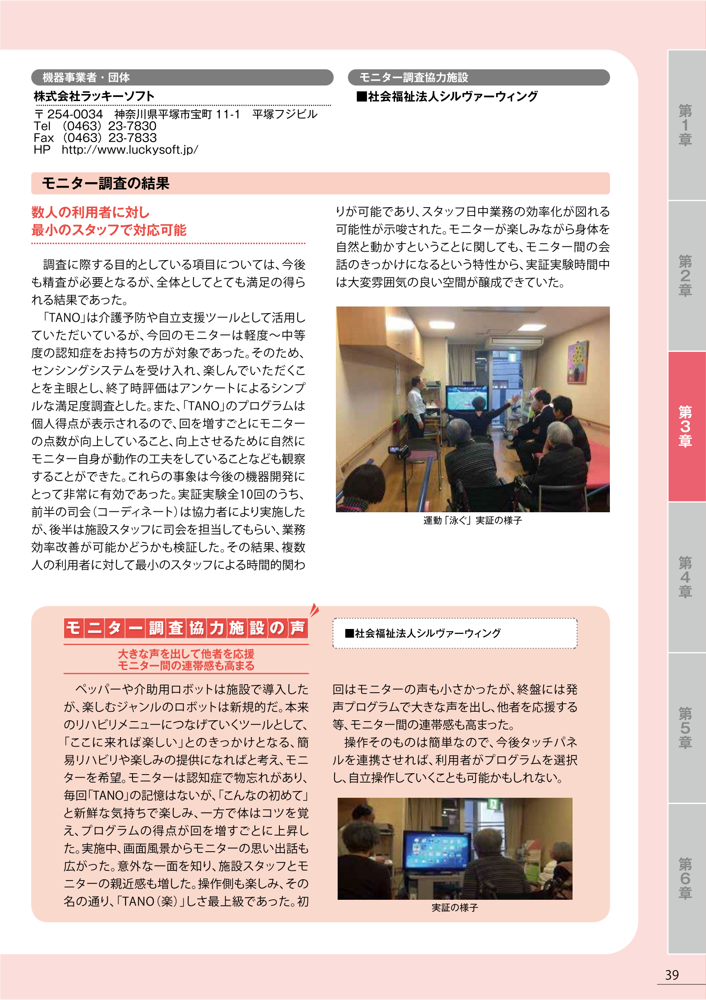 機器事業者・団体
株式会社ラッキーソフト
〒254-0034　神奈川県平塚市宝町 11-1　平塚フジビル
Tel （0463）23-7830
Fax （0463）23-7833
HP　http://www.luckysoft.jp/
モニター調査協力施設
■社会福祉法人シルヴァーウィング
モニター調査の結果
数人の利用者に対し
最小のスタッフで対応可能
　調査に際する目的としている項目については、今後
も精査が必要となるが、全体としてとても満足の得ら
れる結果であった。
　「TANO」は介護予防や自立支援ツールとして活用し
ていただいているが、今回のモニターは軽度～中等
度の認知症をお持ちの方が対象であった。そのため、
センシングシステムを受け入れ、楽しんでいただくこ
とを主眼とし、終了時評価はアンケートによるシンプ
ルな満足度調査とした。また、「TANO」のプログラムは
個人得点が表示されるので、回を増すごとにモニター
の点数が向上していること、向上させるために自然に
モニター自身が動作の工夫をしていることなども観察
することができた。これらの事象は今後の機器開発に
とって非常に有効であった。実証実験全10回のうち、
前半の司会（コーディネート）は協力者により実施した
が、後半は施設スタッフに司会を担当してもらい、業務
効率改善が可能かどうかも検証した。その結果、複数
人の利用者に対して最小のスタッフによる時間的関わ
りが可能であり、スタッフ日中業務の効率化が図れる
可能性が示唆された。モニターが楽しみながら身体を
自然と動かすということに関しても、モニター間の会
話のきっかけになるという特性から、実証実験時間中
は大変雰囲気の良い空間が醸成できていた。
運動「泳ぐ」実証の様子
モニター調査協力施設の声
大きな声を出して他者を応援
モニター間の連帯感も高まる
■社会福祉法人シルヴァーウィング
　ペッパーや介助用ロボットは施設で導入した
が、楽しむジャンルのロボットは新規的だ。本来
のリハビリメニューにつなげていくツールとして、
「ここに来れば楽しい」とのきっかけとなる、簡
易リハビリや楽しみの提供になればと考え、モニ
ターを希望。モニターは認知症で物忘れがあり、
毎回「TANO」の記憶はないが、「こんなの初めて」
と新鮮な気持ちで楽しみ、一方で体はコツを覚
え、プログラムの得点が回を増すごとに上昇し
た。実施中、画面風景からモニターの思い出話も
広がった。意外な一面を知り、施設スタッフとモ
ニターの親近感も増した。操作側も楽しみ、その
名の通り、「TANO（楽）」しさ最上級であった。初
回はモニターの声も小さかったが、終盤には発
声プログラムで大きな声を出し、他者を応援する
等、モニター間の連帯感も高まった。
　操作そのものは簡単なので、今後タッチパネ
ルを連携させれば、利用者がプログラムを選択
し、自立操作していくことも可能かもしれない。
実証の様子
第1章
第2章
第3章
第4章
第5章
第6章
39